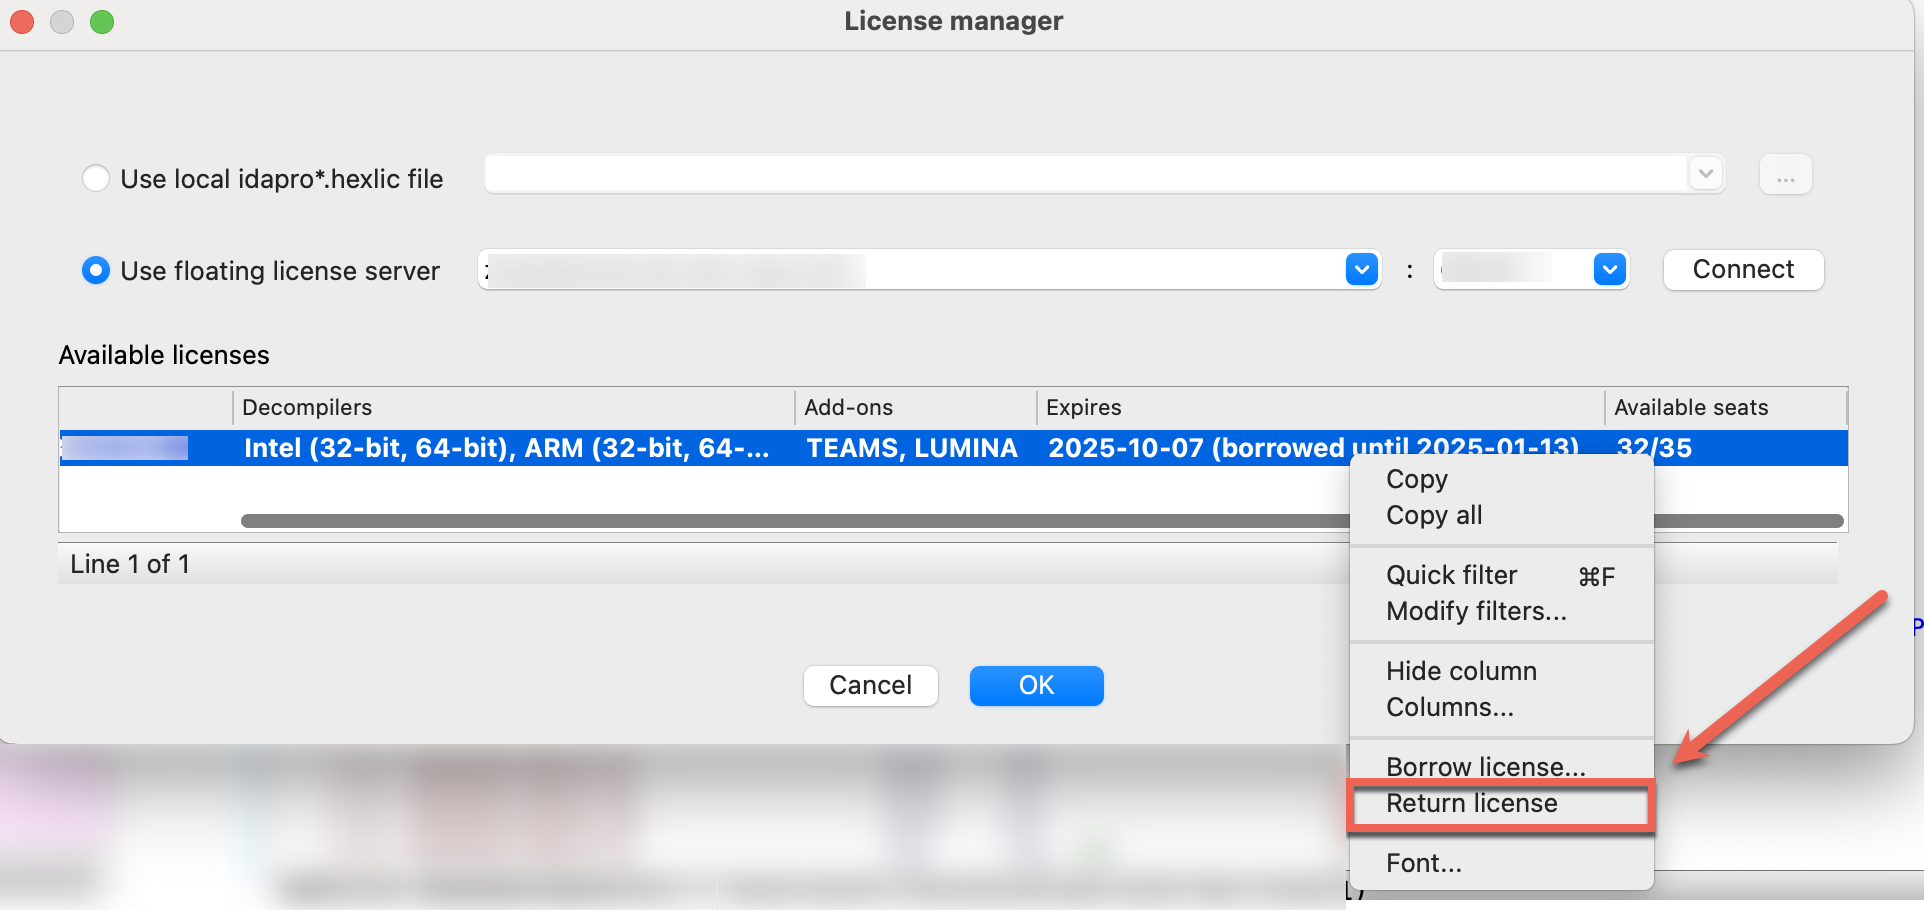 License manager
Use local idapro*.hexlic file
...
Use floating license server
:
Connect
Available licenses
Decompilers Add-ons Expires Available seats
Intel (32-bit, 64-bit), ARM (32-bit, 64-... TEAMS, LUMINA 2025-10-07 (borrowed until 2025-01-13) 32/35
Line 1 of 1
Cancel
OK
Copy
Copy all
Quick filter ⌘F
Modify filters...
Hide column
Columns...
Borrow license...
Return license
Font...
P